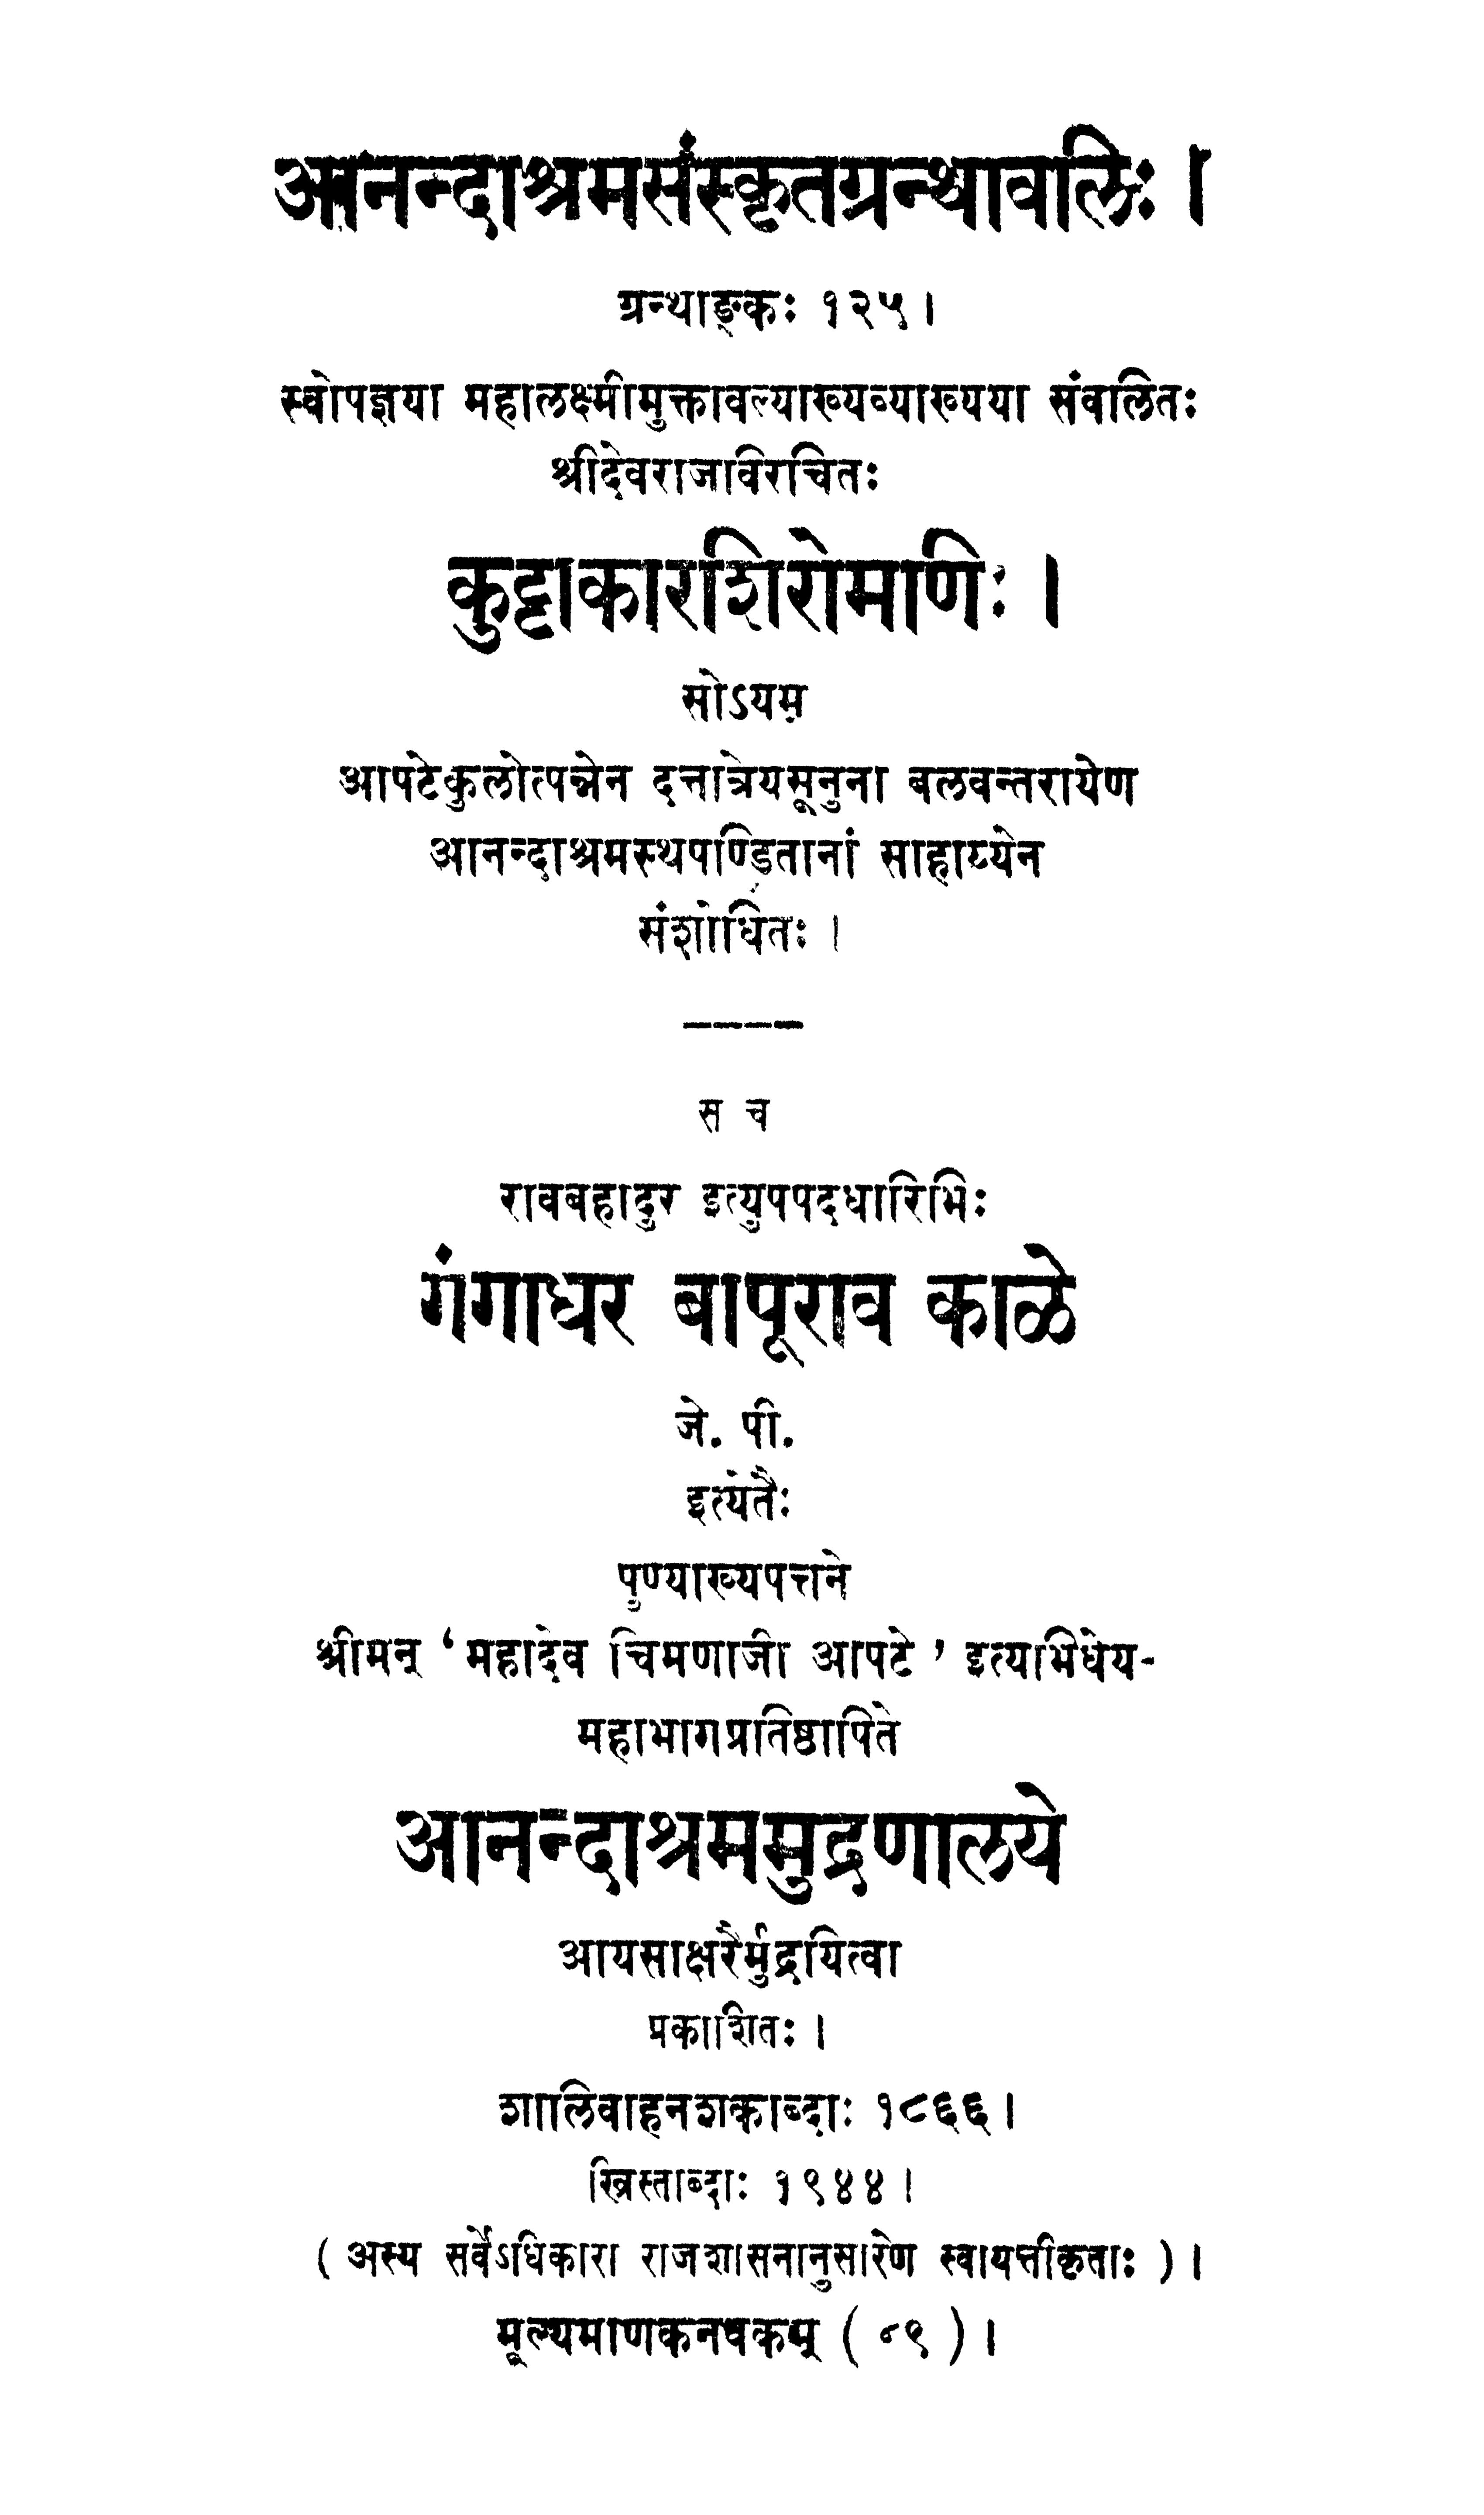 आनन्दाश्रमसंस्कृतग्रन्थावलिः ।
ग्रन्थाङ्कः १२५ ।
स्वोपज्ञया महालक्ष्मीमुक्तावल्याख्यव्याख्यया संवलितः
श्रीदेवराजविरचितः
कुट्टाकारशिरोमणिः ।
सोऽयम्
आपटेकुलोत्पन्नेन दत्तात्रेयसूनुना बलवन्तरायेण
आनन्दाश्रमस्थपण्डितानां साहाय्येन
संशोधितः ।
स च
रावबहादुर इत्युपपदधारिभिः
गंगाधर बापूराव काळे
जे. पी.
इत्येतैः
पुण्याख्यपत्तने
श्रीमन् ‘ महादेव चिमणाजी आपटे ’ इत्यभिधेय-
महाभागप्रतिष्ठापिते
आनन्दाश्रममुद्रणालये
आयसाक्षरैर्मुद्रयित्वा
प्रकाशितः ।
शालिवाहनशकाब्दाः १८६६ ।
ख्रिस्ताब्दाः १९४४ ।
( अस्य सर्वेऽधिकारा राजशासनानुसारेण स्वायत्तीकृताः ) ।
मूल्यमाणकनवकम् ( ०९ ) ।